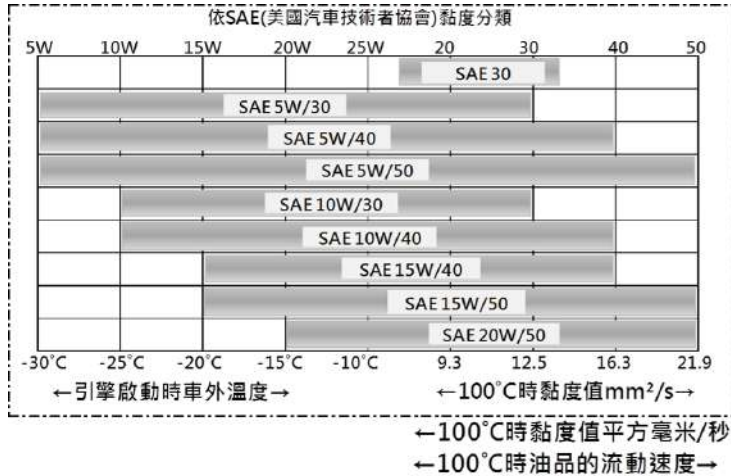 依SAE(美國汽車技術者協會)黏度分類
5W 10W 15W 20W 25W 20 30 40 50
SAE 30
SAE 5W/30
SAE 5W/40
SAE 5W/50
SAE 10W/30
SAE 10W/40
SAE 15W/40
SAE 15W/50
SAE 20W/50
-30°C -25°C -20°C -15°C -10°C 9.3 12.5 16.3 21.9
←引擎啟動時車外溫度→ ←100°C時黏度值mm²/s→
←100°C時黏度值平方毫米/秒
←100°C時油品的流動速度→